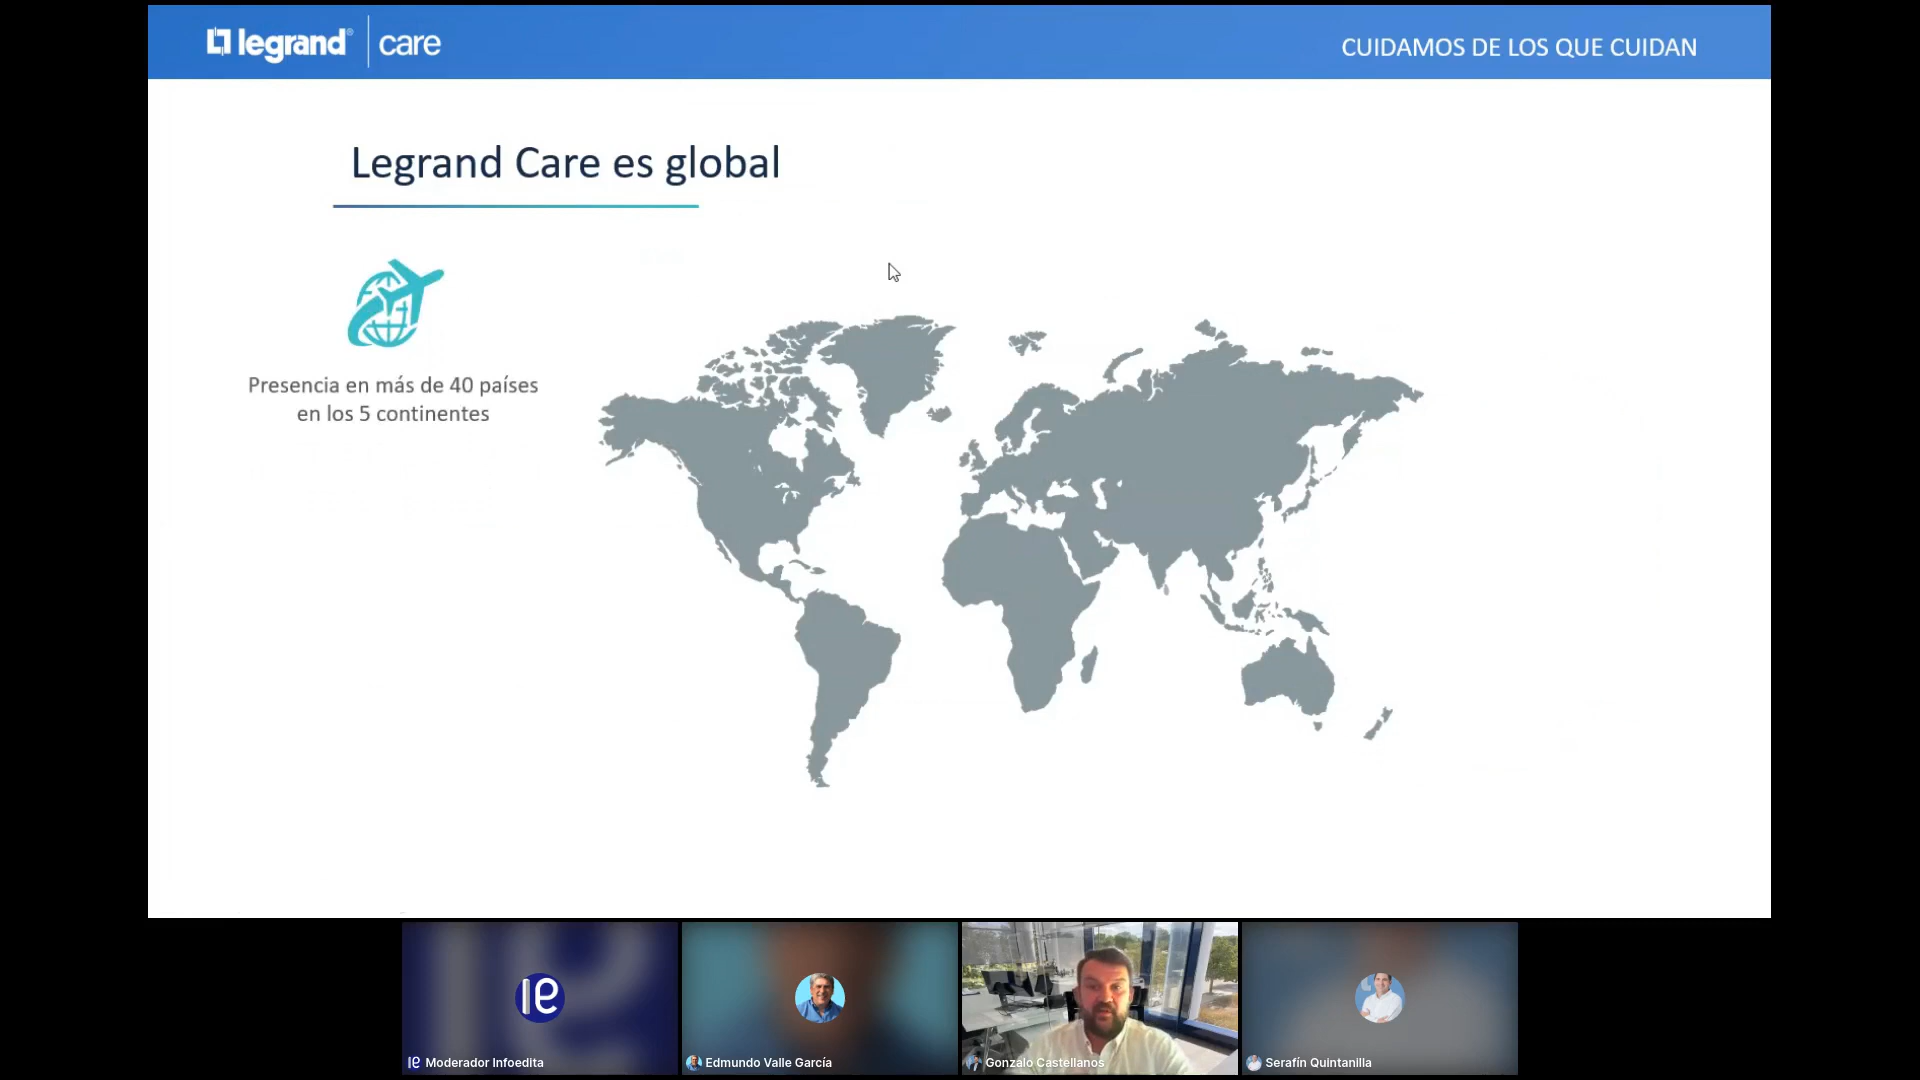 legrand® care
CUIDAMOS DE LOS QUE CUIDAN
Legrand Care es global
Presencia en más de 40 países
en los 5 continentes
Moderador Infoedita
Edmundo Valle García
Gonzalo Castellanos
Serafín Quintanilla